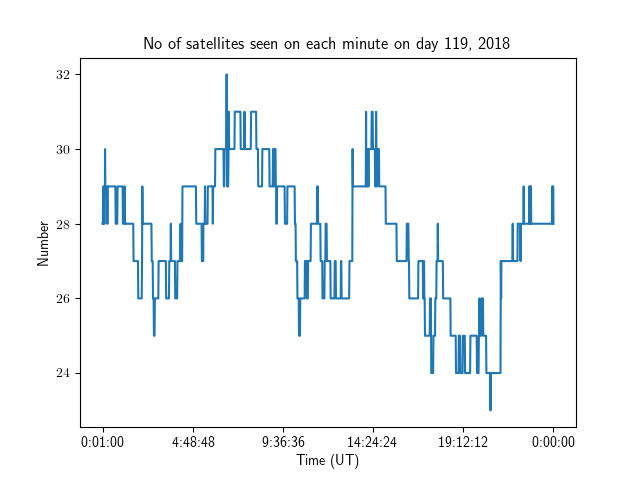 No of satellites seen on each minute on day 119, 2018
32
30
28
26
24
Number
0:01:00 4:48:48 9:36:36 14:24:24 19:12:12 0:00:00
Time (UT)